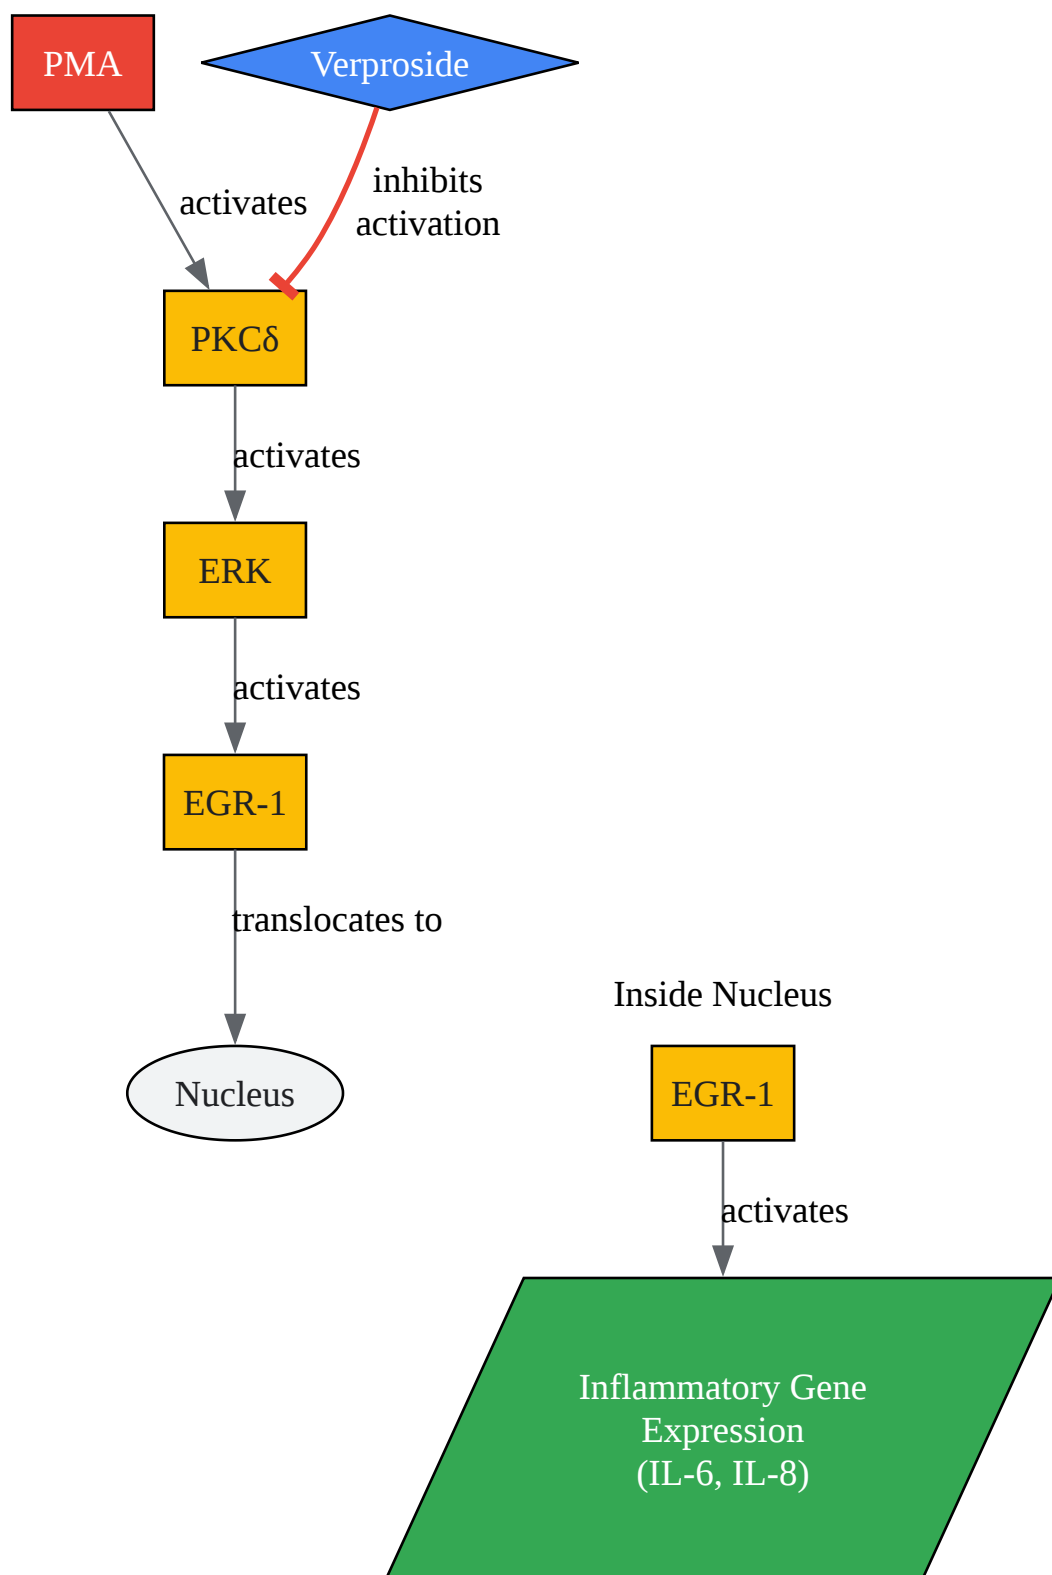 PMA
Verproside
activates
inhibits
activation
PKCδ
activates
ERK
activates
EGR-1
translocates to
Nucleus
Inside Nucleus
EGR-1
activates
Inflammatory Gene
Expression
(IL-6, IL-8)